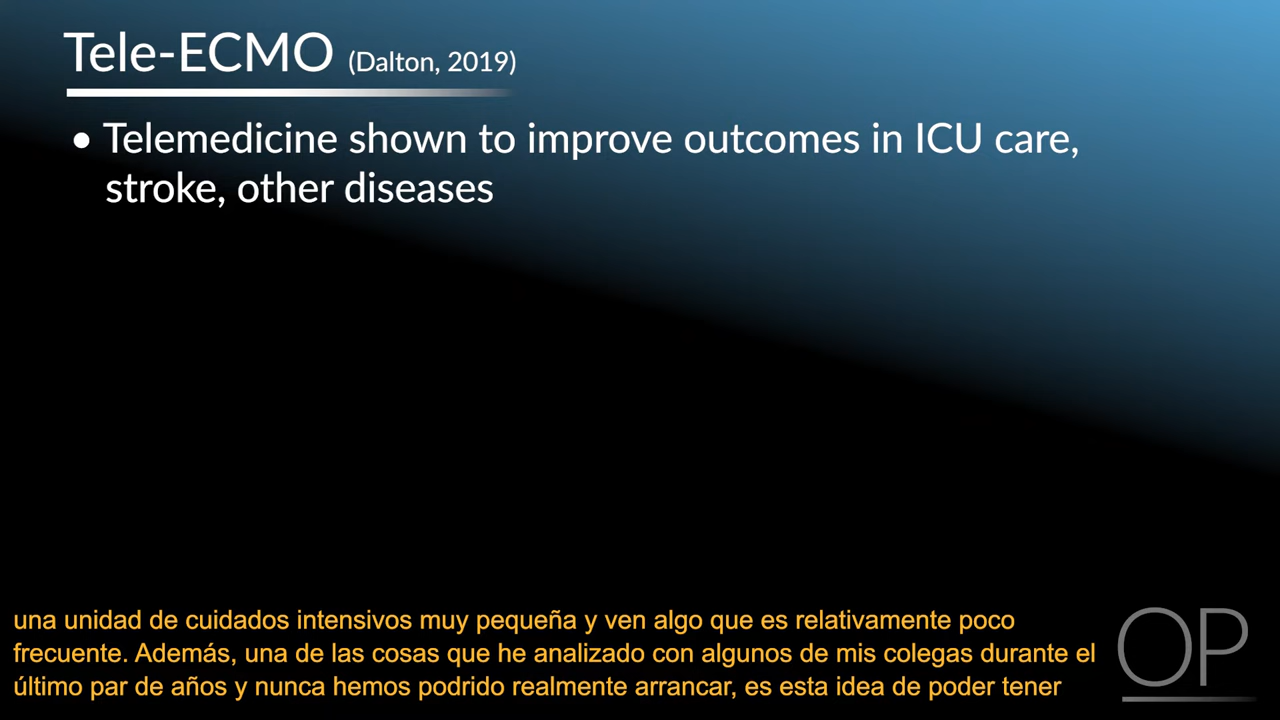 Tele-ECMO (Dalton, 2019)
• Telemedicine shown to improve outcomes in ICU care,
stroke, other diseases
una unidad de cuidados intensivos muy pequeña y ven algo que es relativamente poco
frecuente. Además, una de las cosas que he analizado con algunos de mis colegas durante el
último par de años y nunca hemos podrido realmente arrancar, es esta idea de poder tener
OP